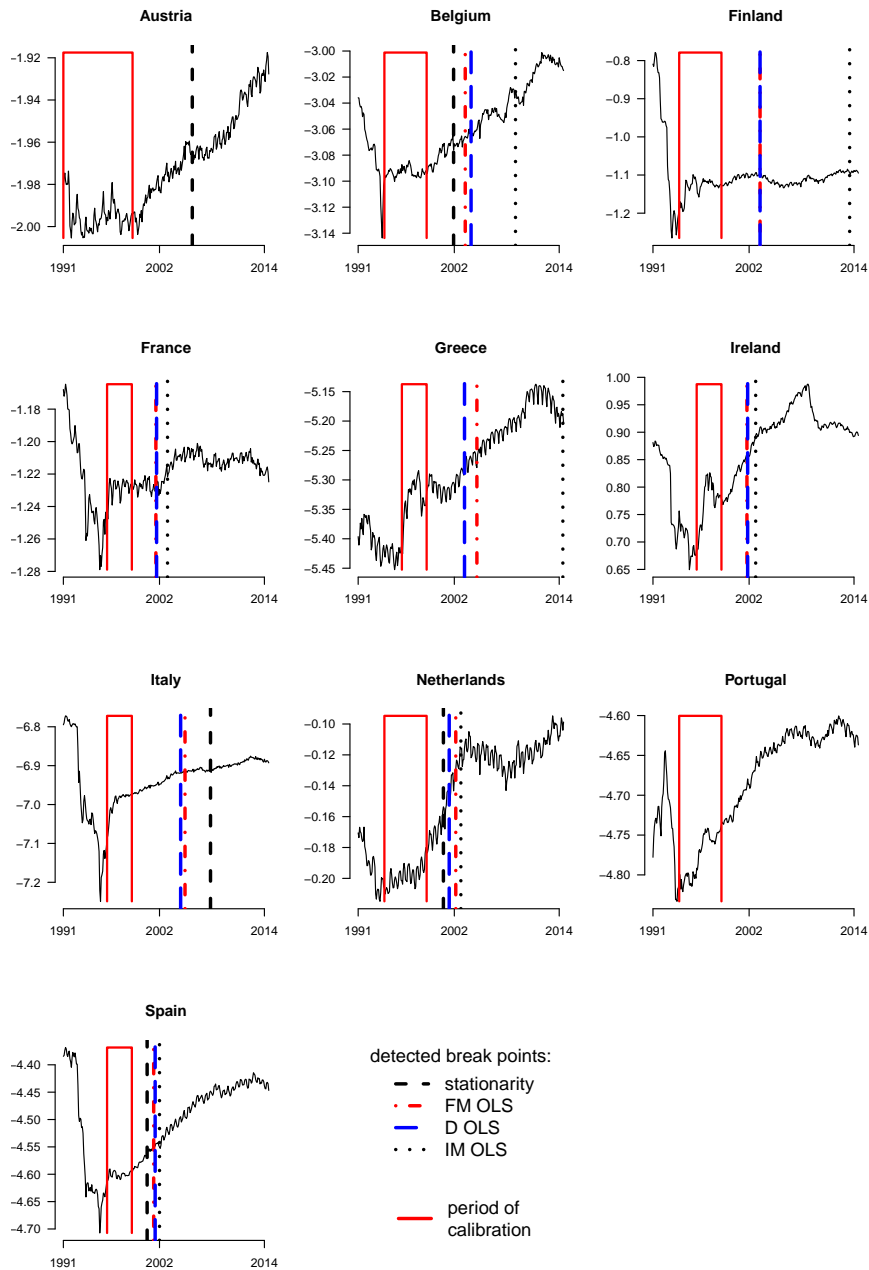 Austria
−1.92
−1.94
−1.96
−1.98
−2.00
1991 2002 2014
Belgium
−3.00
−3.02
−3.04
−3.06
−3.08
−3.10
−3.12
−3.14
1991 2002 2014
Finland
−0.8
−0.9
−1.0
−1.1
−1.2
1991 2002 2014
France
−1.18
−1.20
−1.22
−1.24
−1.26
−1.28
1991 2002 2014
Greece
−5.15
−5.20
−5.25
−5.30
−5.35
−5.40
−5.45
1991 2002 2014
Ireland
1.00
0.95
0.90
0.85
0.80
0.75
0.70
0.65
1991 2002 2014
Italy
−6.8
−6.9
−7.0
−7.1
−7.2
1991 2002 2014
Netherlands
−0.10
−0.12
−0.14
−0.16
−0.18
−0.20
1991 2002 2014
Portugal
−4.60
−4.65
−4.70
−4.75
−4.80
1991 2002 2014
Spain
−4.40
−4.45
−4.50
−4.55
−4.60
−4.65
−4.70
1991 2002 2014
detected break points:
stationarity
FM OLS
D OLS
IM OLS
period of
calibration